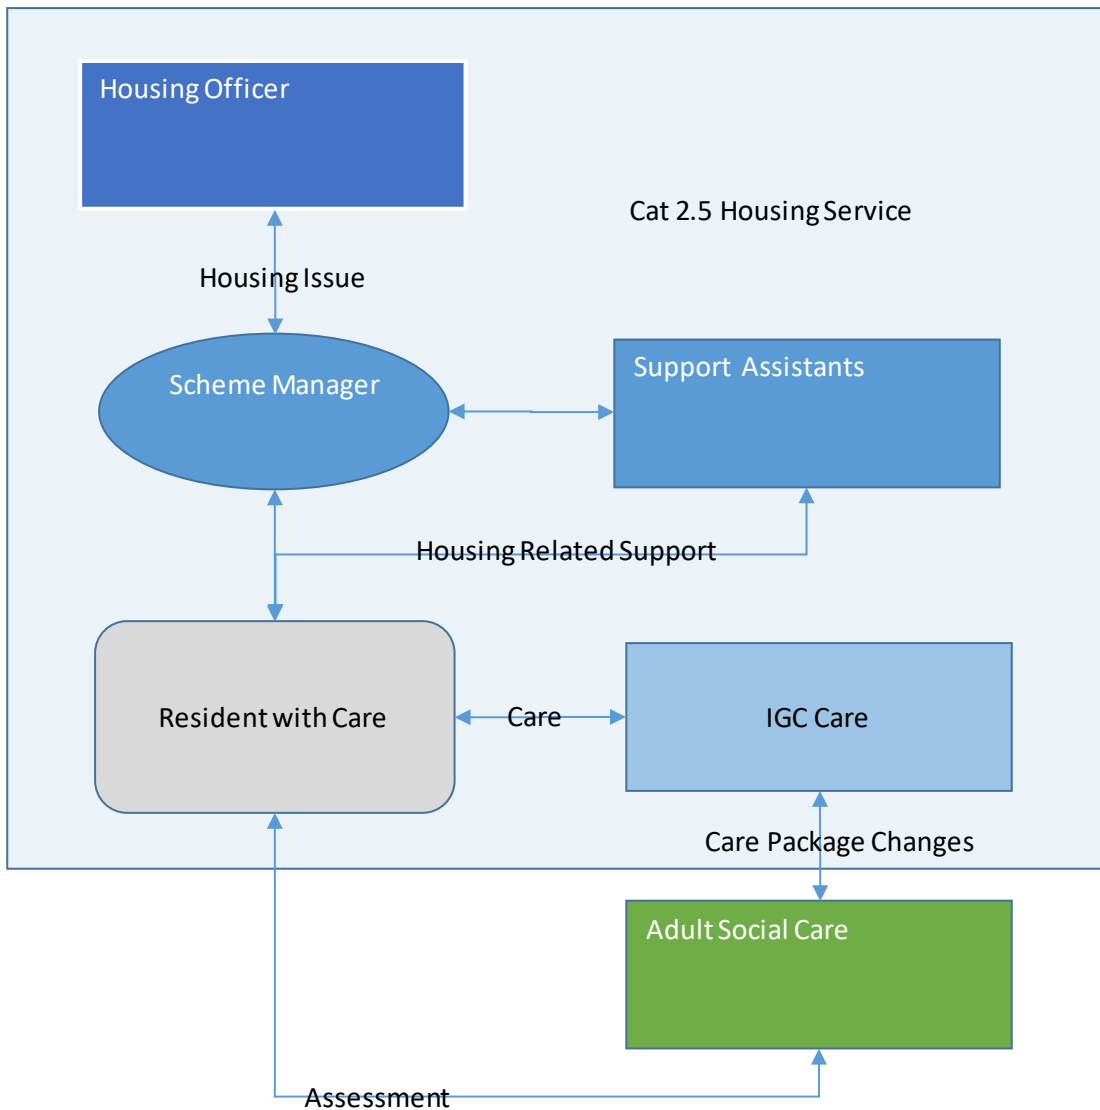 Housing Officer
Cat 2.5 Housing Service
Housing Issue
Scheme Manager
Support Assistants
Housing Related Support
Resident with Care
Care
IGC Care
Care Package Changes
Adult Social Care
Assessment